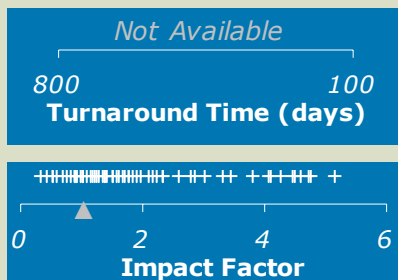 Not Available
800 100
Turnaround Time (days)
0 2 4 6
Impact Factor